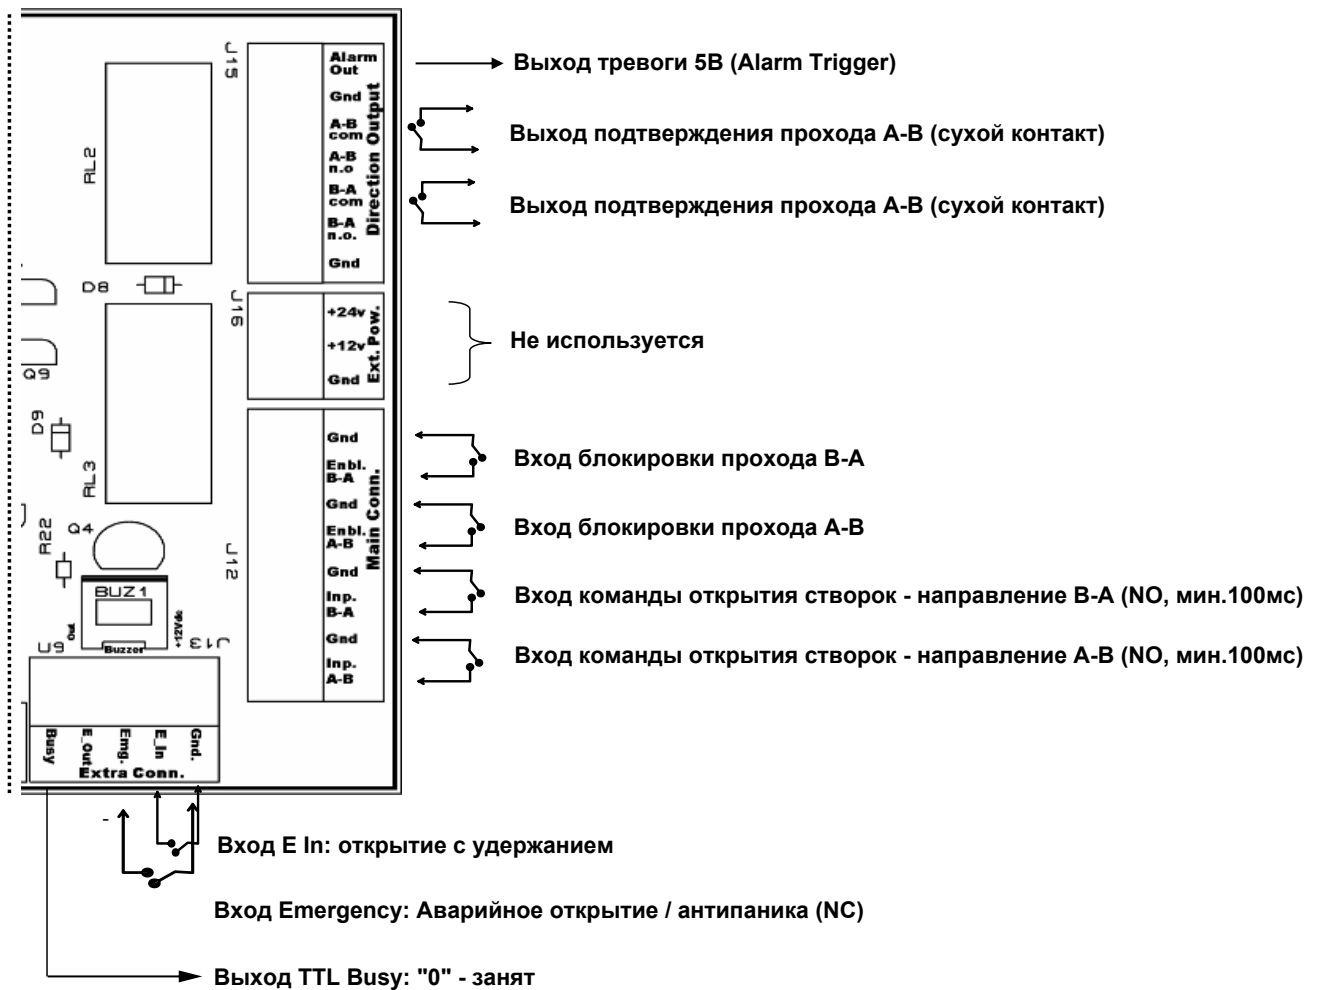 J15
Alarm
Out
Gnd
A-B
com
A-B
n.o
B-A
com
B-A
n.o.
Gnd
Direction Output
Выход тревоги 5В (Alarm Trigger)
Выход подтверждения прохода А-В (сухой контакт)
Выход подтверждения прохода А-В (сухой контакт)
RL2
D8
J16
+24v
+12v
Gnd
Ext. Pow.
Не используется
Q9
D9
RL3
R22
Q4
J12
Gnd
Enbl.
B-A
Gnd
Enbl.
A-B
Gnd
Inp.
B-A
Gnd
Inp.
A-B
Main Conn.
Вход блокировки прохода В-А
Вход блокировки прохода А-В
Вход команды открытия створок - направление В-А (NO, мин.100мс)
Вход команды открытия створок - направление А-В (NO, мин.100мс)
BUZ1
Out
+12Vdc
Buzzer
U9
J13
Busy
E_Out
Emg.
E_In
Gnd.
Extra Conn.
-
Вход E In: открытие с удержанием
Вход Emergency: Аварийное открытие / антипаника (NC)
Выход TTL Busy: "0" - занят